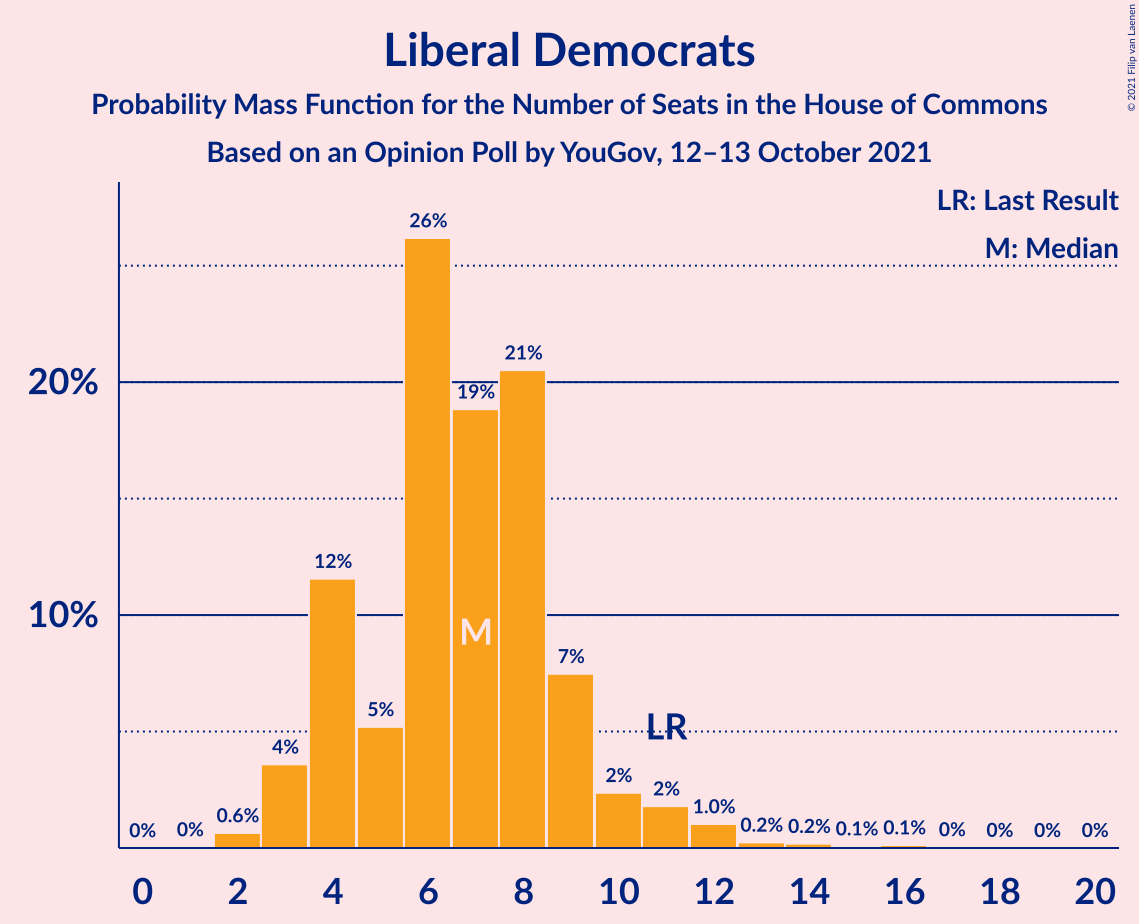 Liberal Democrats
Probability Mass Function for the Number of Seats in the House of Commons
Based on an Opinion Poll by YouGov, 12–13 October 2021
© 2021 Filip van Laenen
LR: Last Result
M: Median
20%
10%
0%
0%
0.6%
4%
12%
5%
26%
19%
21%
7%
2%
2%
1.0%
0.2%
0.2%
0.1%
0.1%
0%
0%
0%
0%
M
LR
0 2 4 6 8 10 12 14 16 18 20